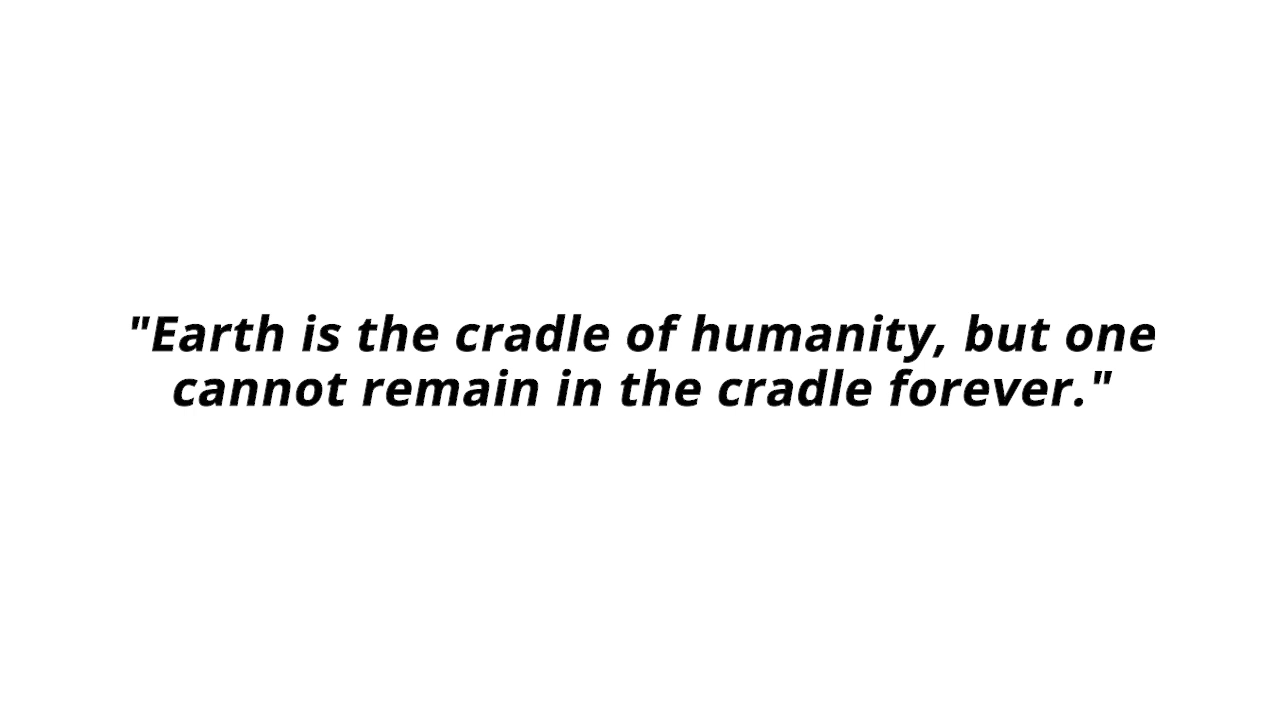 "Earth is the cradle of humanity, but one
cannot remain in the cradle forever."